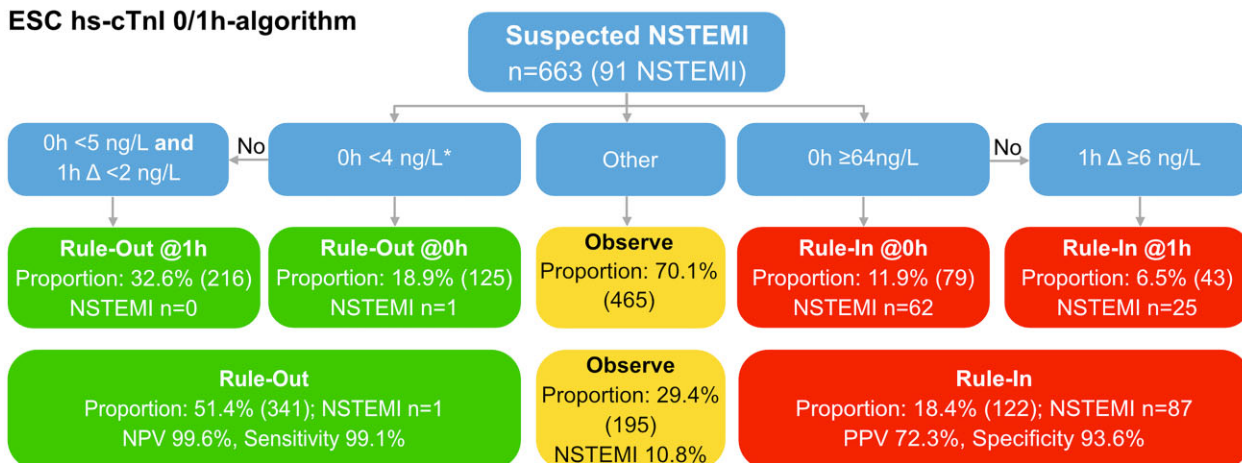 ESC hs-cTnI 0/1h-algorithm
Suspected NSTEMI
n=663 (91 NSTEMI)
0h <5 ng/L and
1h Δ <2 ng/L
No
0h <4 ng/L*
Other
0h ≥64ng/L
No
1h Δ ≥6 ng/L
Rule-Out @1h
Proportion: 32.6% (216)
NSTEMI n=0
Rule-Out @0h
Proportion: 18.9% (125)
NSTEMI n=1
Observe
Proportion: 70.1%
(465)
Rule-In @0h
Proportion: 11.9% (79)
NSTEMI n=62
Rule-In @1h
Proportion: 6.5% (43)
NSTEMI n=25
Rule-Out
Proportion: 51.4% (341); NSTEMI n=1
NPV 99.6%, Sensitivity 99.1%
Observe
Proportion: 29.4%
(195)
NSTEMI 10.8%
Rule-In
Proportion: 18.4% (122); NSTEMI n=87
PPV 72.3%, Specificity 93.6%